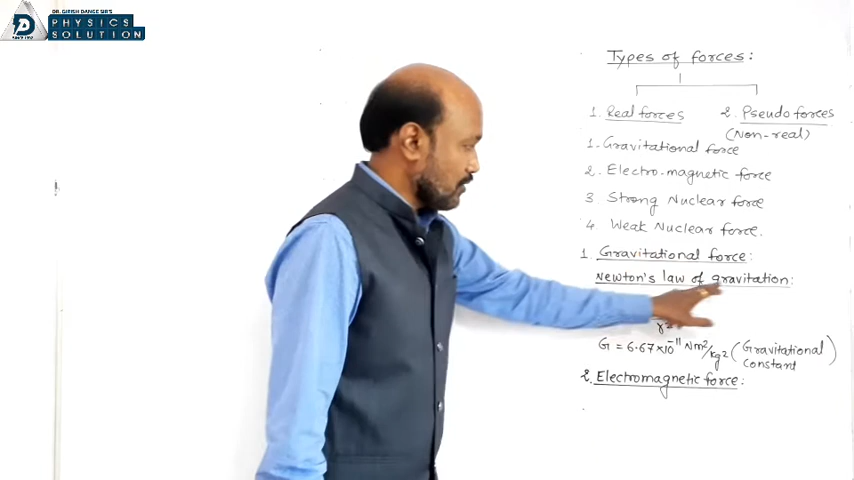 DR. GIRISH DANGE SIR'S
PHYSICS
SOLUTION
Types of forces:
1. Real forces 2. Pseudo forces
(Non-real)
1. Gravitational force
2. Electro-magnetic force
3 Strong Nuclear force
4 Weak Nuclear force.
1. Gravitational force:
Newton's law of gravitation:
r2
G = 6.67×10⁻¹¹ Nm²/kg² (Gravitational constant)
2. Electromagnetic force: